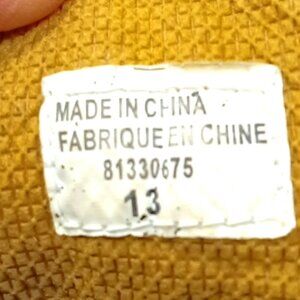 MADE IN CHINA
FABRIQUE EN CHINE
81330675
13